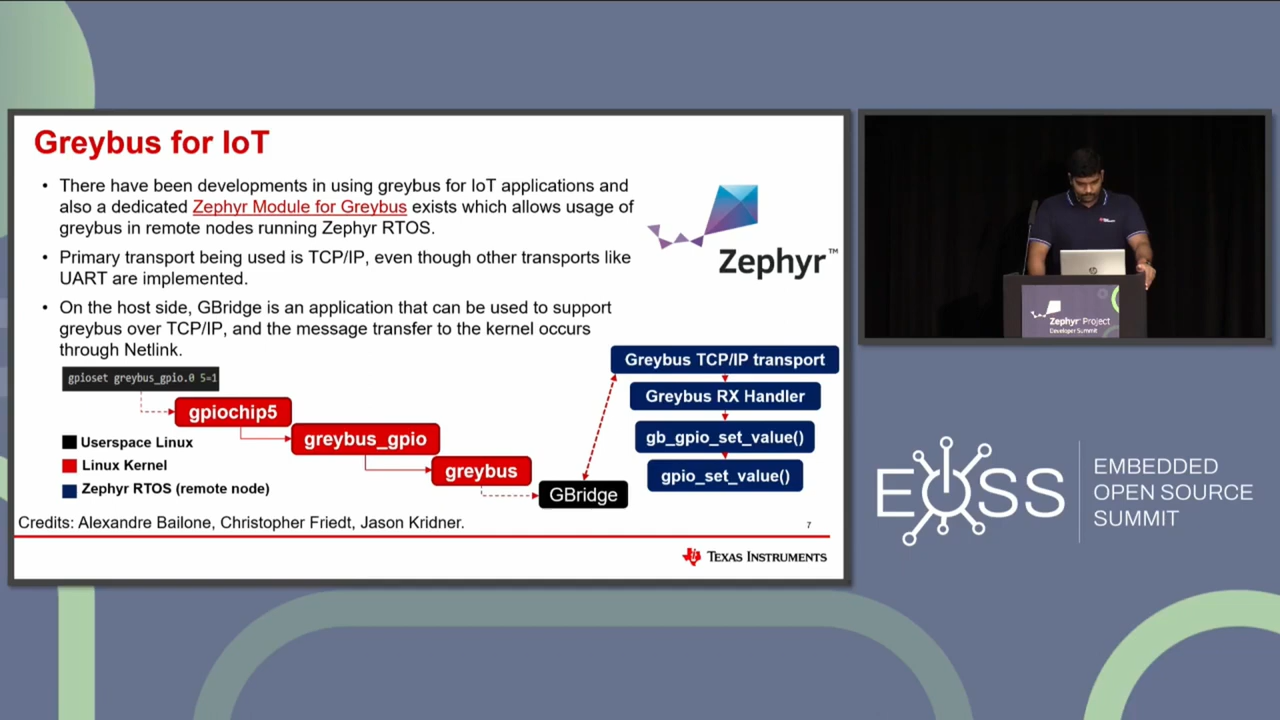 Greybus for IoT
• There have been developments in using greybus for IoT applications and
also a dedicated Zephyr Module for Greybus exists which allows usage of
greybus in remote nodes running Zephyr RTOS.
• Primary transport being used is TCP/IP, even though other transports like
UART are implemented.
• On the host side, GBridge is an application that can be used to support
greybus over TCP/IP, and the message transfer to the kernel occurs
through Netlink.
Zephyr™
gpioset greybus_gpio.0 5=1
gpiochip5
greybus_gpio
greybus
GBridge
Greybus TCP/IP transport
Greybus RX Handler
gb_gpio_set_value()
gpio_set_value()
Userspace Linux
Linux Kernel
Zephyr RTOS (remote node)
Credits: Alexandre Bailone, Christopher Friedt, Jason Kridner.
7
TEXAS INSTRUMENTS
Zephyr Project
Developer Summit
EOSS
EMBEDDED
OPEN SOURCE
SUMMIT